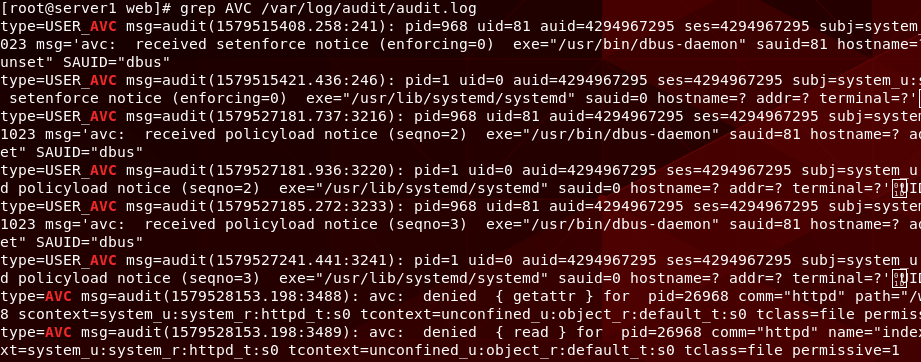 [root@server1 web]# grep AVC /var/log/audit/audit.log
type=USER_AVC msg=audit(1579515408.258:241): pid=968 uid=81 auid=4294967295 ses=4294967295 subj=system_
023 msg='avc:  received setenforce notice (enforcing=0)  exe="/usr/bin/dbus-daemon" sauid=81 hostname=?
unset" SAUID="dbus"
type=USER_AVC msg=audit(1579515421.436:246): pid=1 uid=0 auid=4294967295 ses=4294967295 subj=system_u:s
 setenforce notice (enforcing=0)  exe="/usr/lib/systemd/systemd" sauid=0 hostname=? addr=? terminal=?'
type=USER_AVC msg=audit(1579527181.737:3216): pid=968 uid=81 auid=4294967295 ses=4294967295 subj=system
1023 msg='avc:  received policyload notice (seqno=2)  exe="/usr/bin/dbus-daemon" sauid=81 hostname=? ad
et" SAUID="dbus"
type=USER_AVC msg=audit(1579527181.936:3220): pid=1 uid=0 auid=4294967295 ses=4294967295 subj=system_u
d policyload notice (seqno=2)  exe="/usr/lib/systemd/systemd" sauid=0 hostname=? addr=? terminal=?'UID
type=USER_AVC msg=audit(1579527185.272:3233): pid=968 uid=81 auid=4294967295 ses=4294967295 subj=system
1023 msg='avc:  received policyload notice (seqno=3)  exe="/usr/bin/dbus-daemon" sauid=81 hostname=? ad
et" SAUID="dbus"
type=USER_AVC msg=audit(1579527241.441:3241): pid=1 uid=0 auid=4294967295 ses=4294967295 subj=system_u
d policyload notice (seqno=3)  exe="/usr/lib/systemd/systemd" sauid=0 hostname=? addr=? terminal=?'UID
type=AVC msg=audit(1579528153.198:3488): avc:  denied  { getattr } for  pid=26968 comm="httpd" path="/w
8 scontext=system_u:system_r:httpd_t:s0 tcontext=unconfined_u:object_r:default_t:s0 tclass=file permiss
type=AVC msg=audit(1579528153.198:3489): avc:  denied  { read } for  pid=26968 comm="httpd" name="index
xt=system_u:system_r:httpd_t:s0 tcontext=unconfined_u:object_r:default_t:s0 tclass=file permissive=1